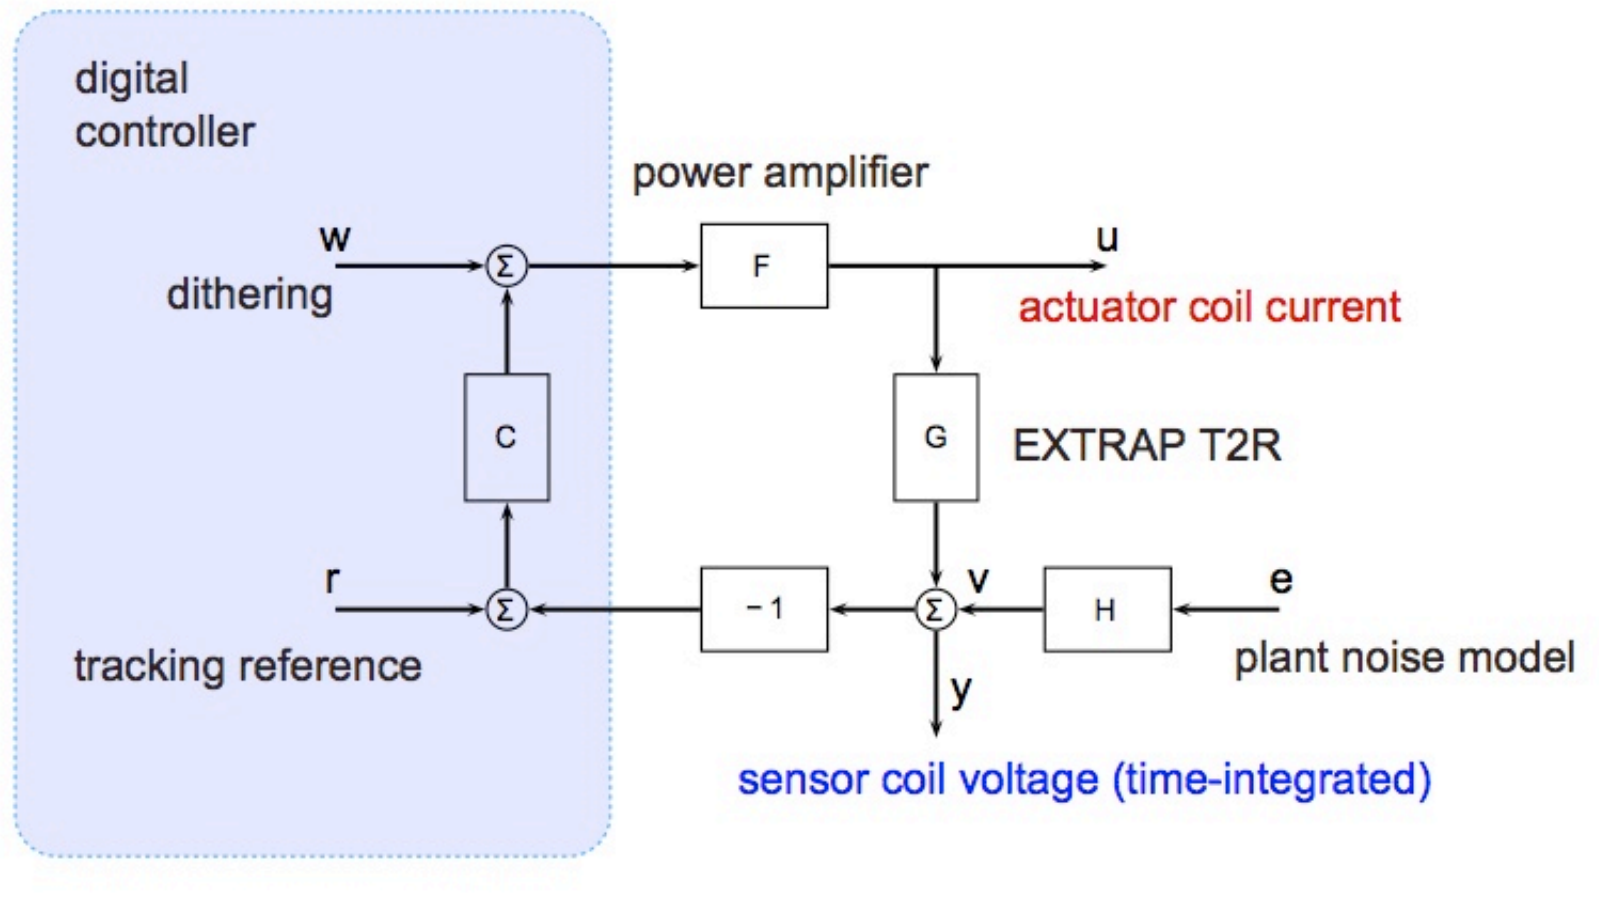 digital
controller
power amplifier
w
Σ
F
u
dithering
actuator coil current
C
G
EXTRAP T2R
r
Σ
− 1
Σ
v
H
e
tracking reference
plant noise model
y
sensor coil voltage (time-integrated)